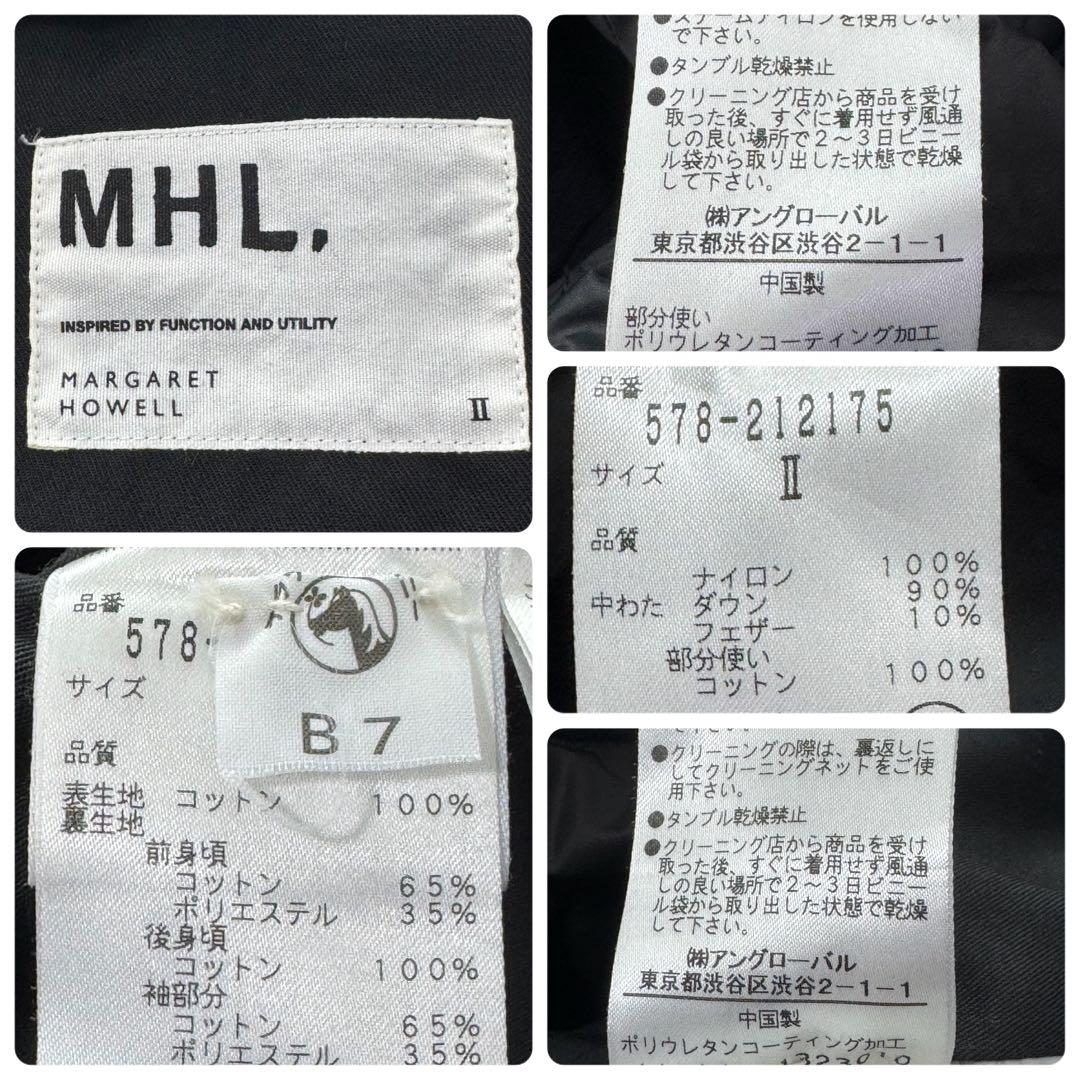 MHL.
INSPIRED BY FUNCTION AND UTILITY
MARGARET
HOWELL
II
スチームアイロンを使用しない
で下さい。
●タンブル乾燥禁止
●クリーニング店から商品を受け
取った後、すぐに着用せず風通
しの良い場所で2〜3日ビニー
ル袋から取り出した状態で乾燥
して下さい。
㈱アングローバル
東京都渋谷区渋谷2-1-1
中国製
部分使い
ポリウレタンコーティング加工
品番
578-212175
サイズ II
品質
ナイロン 100%
中わた ダウン 90%
フェザー 10%
部分使い
コットン 100%
品番
578-
サイズ
B7
品質
表生地 コットン 100%
裏生地
前身頃
コットン 65%
ポリエステル 35%
後身頃
コットン 100%
袖部分
コットン 65%
ポリエステル 35%
●クリーニングの際は、裏返しに
してクリーニングネットをご使
用下さい。
●タンブル乾燥禁止
●クリーニング店から商品を受け
取った後、すぐに着用せず風通
しの良い場所で2〜3日ビニー
ル袋から取り出した状態で乾燥
して下さい。
㈱アングローバル
東京都渋谷区渋谷2-1-1
中国製
ポリウレタンコーティング加工